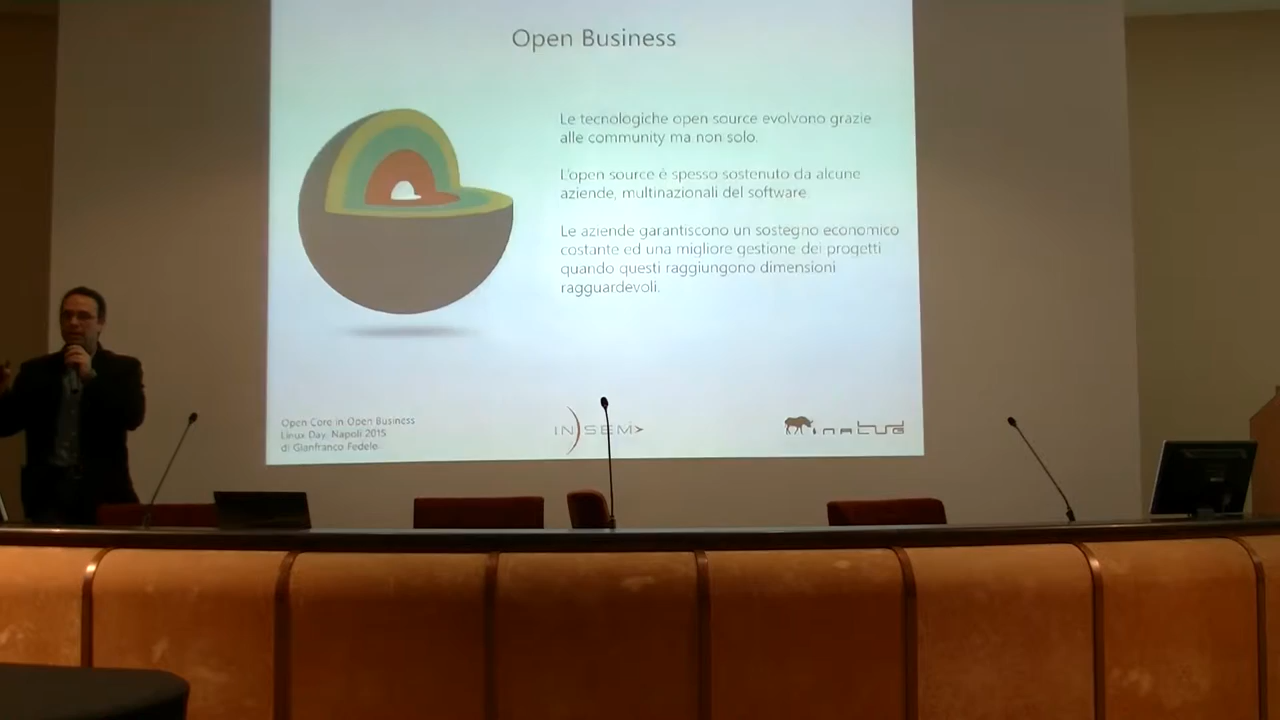 Open Business
Le tecnologiche open source evolvono grazie
alle community ma non solo.
L'open source é spesso sostenuto da alcune
aziende, multinazionali del software.
Le aziende garantiscono un sostegno economico
costante ed una migliore gestione dei progetti
quando questi raggiungono dimensioni
ragguardevoli.
Open Core in Open Business
Linux Day, Napoli 2015
di Gianfranco Fedele
IN SEM